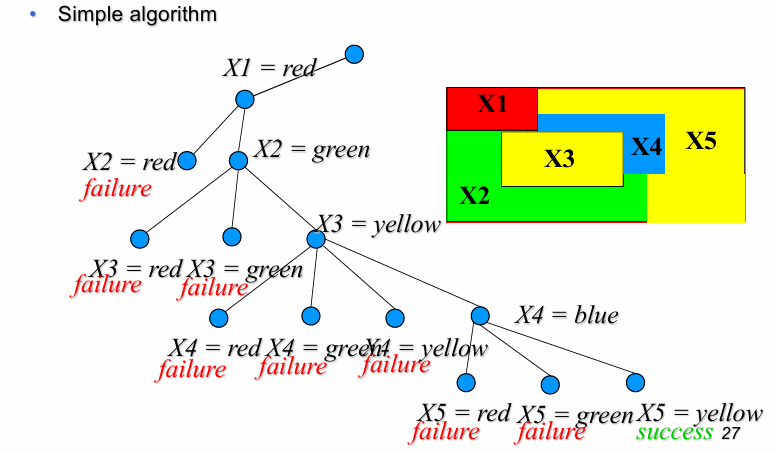 • Simple algorithm
X1 = red
X1
X2 = green
X4
X5
X3
X2 = red
failure
X2
X3 = yellow
X3 = red
X3 = green
failure
failure
X4 = blue
X4 = red
X4 = green
X4 = yellow
failure
failure
failure
X5 = red
X5 = green
X5 = yellow
failure
failure
success
27